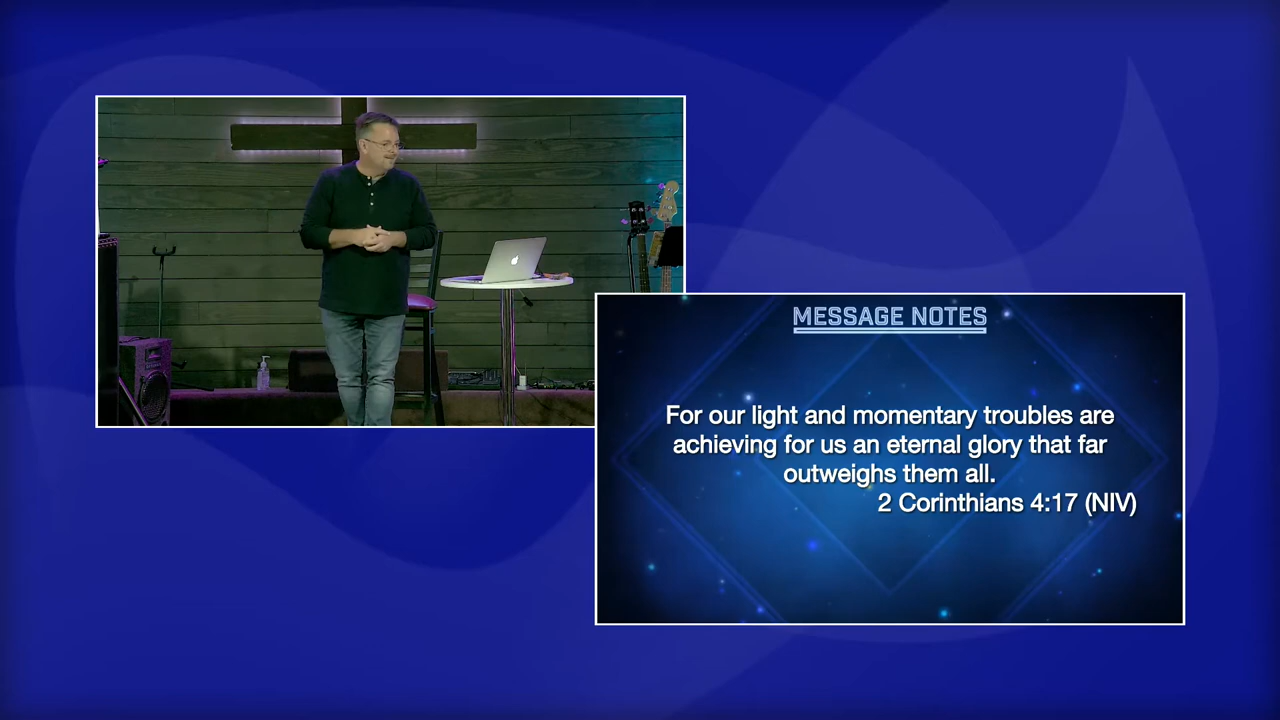 MESSAGE NOTES
For our light and momentary troubles are
achieving for us an eternal glory that far
outweighs them all.
2 Corinthians 4:17 (NIV)